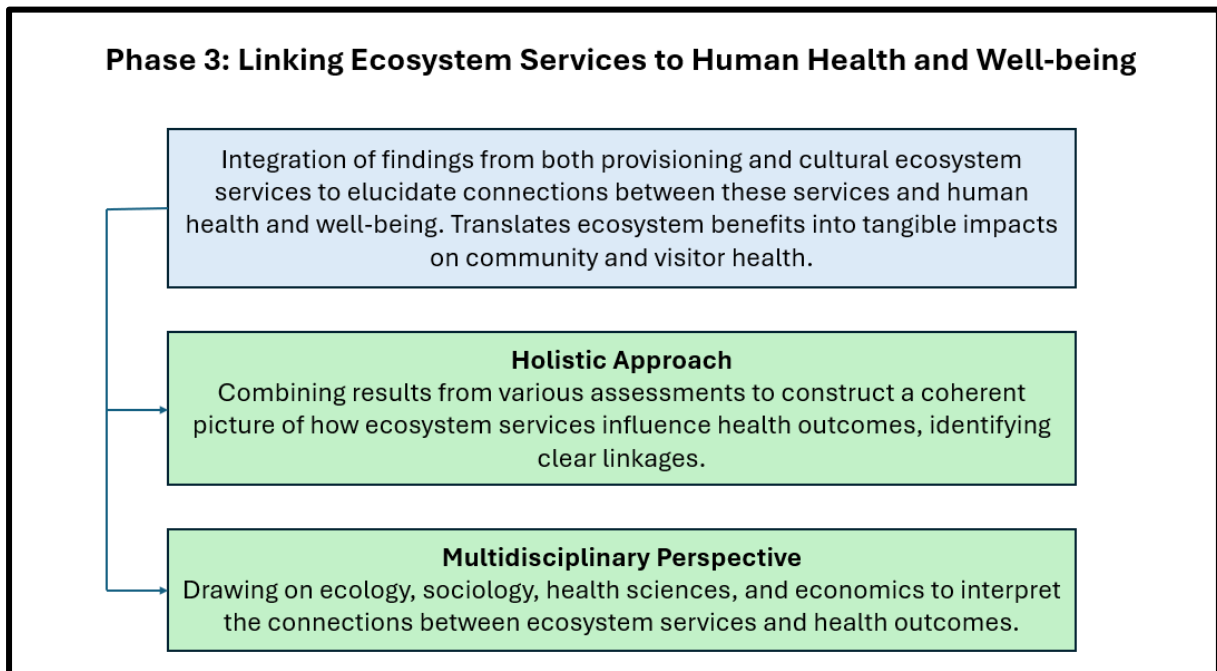 Phase 3: Linking Ecosystem Services to Human Health and Well-being
Integration of findings from both provisioning and cultural ecosystem
services to elucidate connections between these services and human
health and well-being. Translates ecosystem benefits into tangible impacts
on community and visitor health.
Holistic Approach
Combining results from various assessments to construct a coherent
picture of how ecosystem services influence health outcomes, identifying
clear linkages.
Multidisciplinary Perspective
Drawing on ecology, sociology, health sciences, and economics to interpret
the connections between ecosystem services and health outcomes.